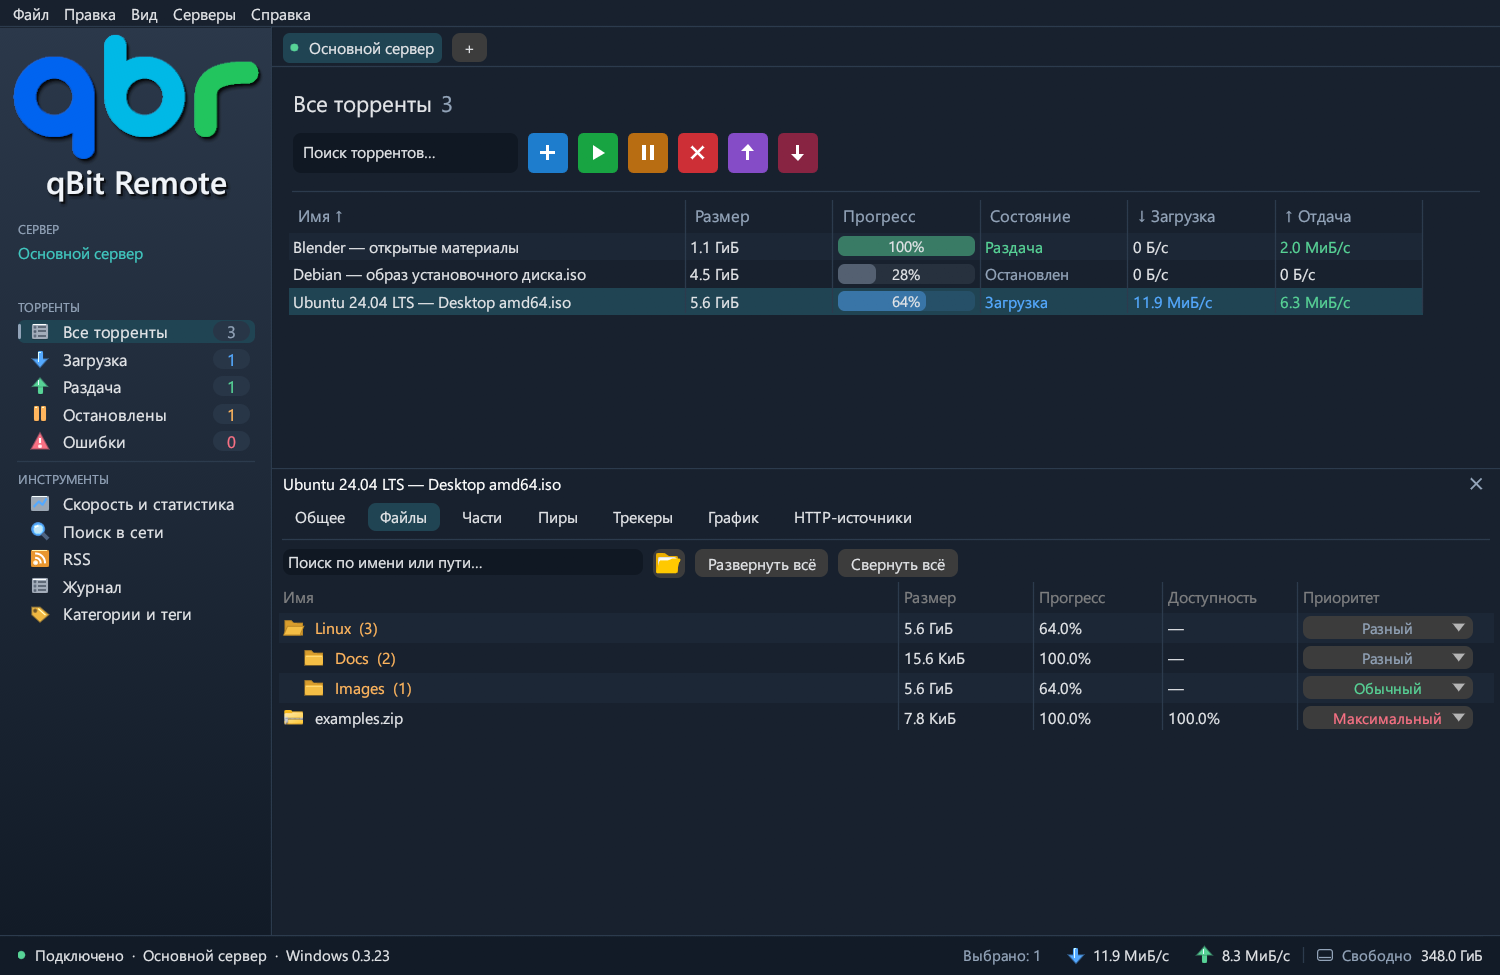 Файл Правка Вид Серверы Справка
qbr
qBit Remote
СЕРВЕР
Основной сервер
ТОРРЕНТЫ
Все торренты 3
Загрузка 1
Раздача 1
Остановлены 1
Ошибки 0
ИНСТРУМЕНТЫ
Скорость и статистика
Поиск в сети
RSS
Журнал
Категории и теги
Основной сервер +
Все торренты 3
Поиск торрентов...
Имя ↑ Размер Прогресс Состояние ↓ Загрузка ↑ Отдача
Blender — открытые материалы 1.1 ГиБ 100% Раздача 0 Б/с 2.0 МиБ/с
Debian — образ установочного диска.iso 4.5 ГиБ 28% Остановлен 0 Б/с 0 Б/с
Ubuntu 24.04 LTS — Desktop amd64.iso 5.6 ГиБ 64% Загрузка 11.9 МиБ/с 6.3 МиБ/с
Ubuntu 24.04 LTS — Desktop amd64.iso
Общее Файлы Части Пиры Трекеры График HTTP-источники
Поиск по имени или пути... Развернуть всё Свернуть всё
Имя Размер Прогресс Доступность Приоритет
Linux (3) 5.6 ГиБ 64.0% — Разный
Docs (2) 15.6 КиБ 100.0% — Разный
Images (1) 5.6 ГиБ 64.0% — Обычный
examples.zip 7.8 КиБ 100.0% 100.0% Максимальный
Подключено · Основной сервер · Windows 0.3.23 Выбрано: 1 11.9 МиБ/с 8.3 МиБ/с Свободно 348.0 ГиБ